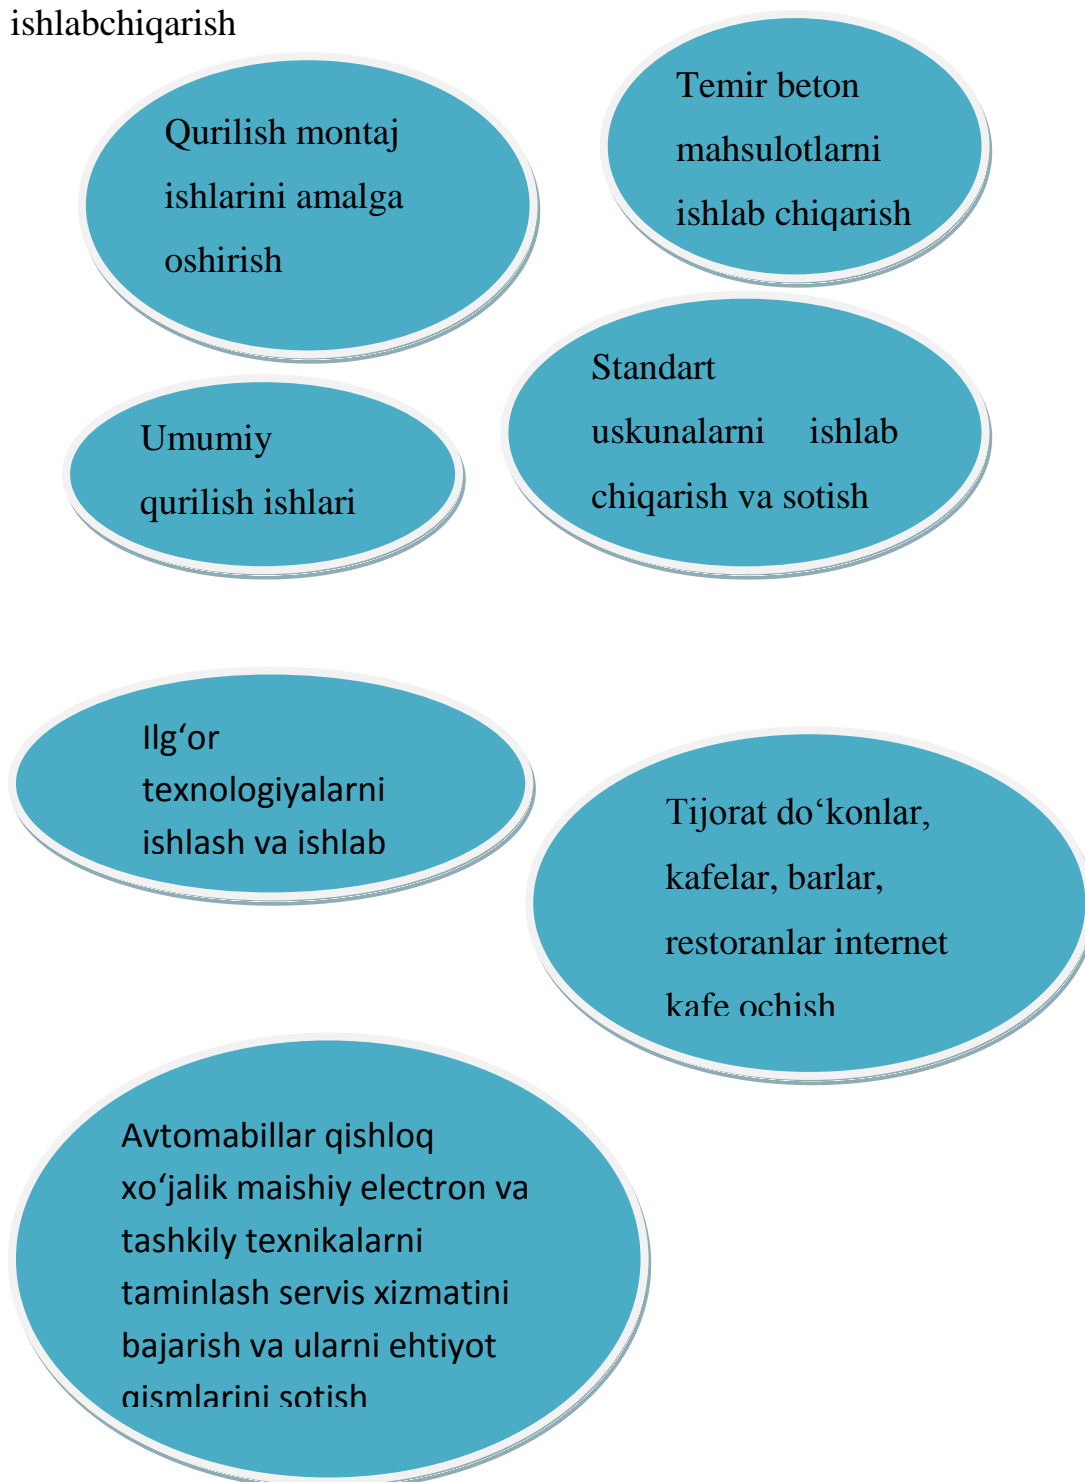 ishlabchiqarish
Qurilish montaj
ishlarini amalga
oshirish
Temir beton
mahsulotlarni
ishlab chiqarish
Umumiy
qurilish ishlari
Standart
uskunalarni ishlab
chiqarish va sotish
Ilg‘or
texnologiyalarni
ishlash va ishlab
Tijorat do‘konlar,
kafelar, barlar,
restoranlar internet
kafe ochish
Avtomabillar qishloq
xo‘jalik maishiy electron va
tashkily texnikalarni
taminlash servis xizmatini
bajarish va ularni ehtiyot
qismlarini sotish